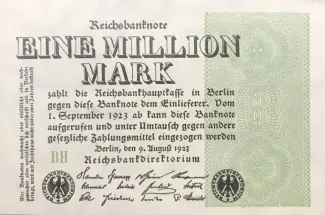 Reichsbanknote
EINE MILLION
MARK
zahlt die Reichsbankhauptkasse in Berlin
gegen diese Banknote dem Einlieferer. Vom
1. September 1923 ab kann diese Banknote
aufgerufen und unter Umtausch gegen andere
gesetzliche Zahlungsmittel eingezogen werden
Berlin, den 9. August 1923
BH
Reichsbankdirektorium